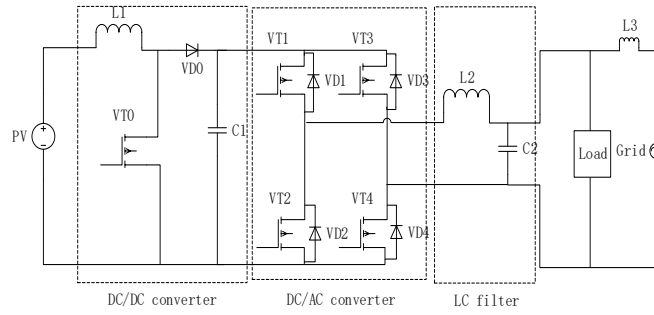 L1
VT1
VT3
L3
VD0
VD1
VD3
L2
VT0
PV
C1
C2
Load
Grid
VT2
VT4
VD2
VD4
DC/DC converter
DC/AC converter
LC filter